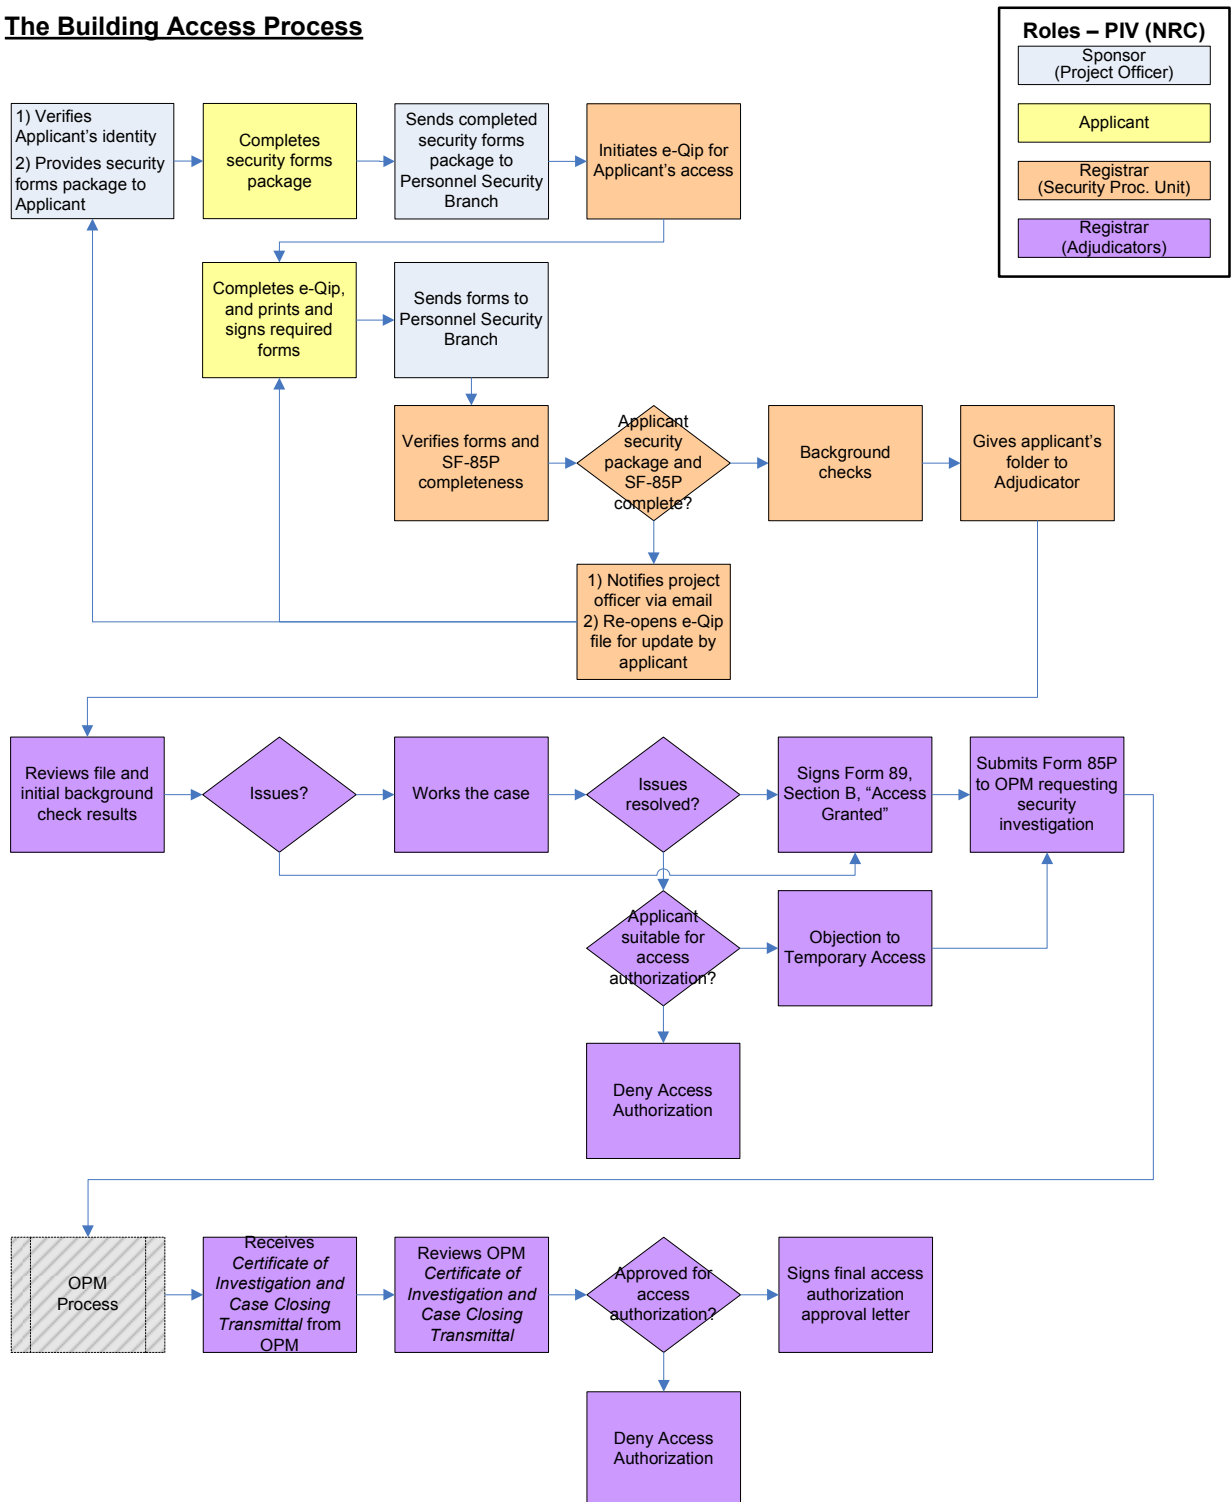 The Building Access Process
Roles – PIV (NRC)
Sponsor
(Project Officer)
Applicant
Registrar
(Security Proc. Unit)
Registrar
(Adjudicators)
1) Verifies
Applicant’s identity
2) Provides security
forms package to
Applicant
Completes
security forms
package
Sends completed
security forms
package to
Personnel Security
Branch
Initiates e-Qip for
Applicant’s access
Completes e-Qip,
and prints and
signs required
forms
Sends forms to
Personnel Security
Branch
Verifies forms and
SF-85P
completeness
Applicant
security
package and
SF-85P
complete?
Background
checks
Gives applicant’s
folder to
Adjudicator
1) Notifies project
officer via email
2) Re-opens e-Qip
file for update by
applicant
Reviews file and
initial background
check results
Issues?
Works the case
Issues
resolved?
Signs Form 89,
Section B, “Access
Granted”
Submits Form 85P
to OPM requesting
security
investigation
Applicant
suitable for
access
authorization?
Objection to
Temporary Access
Deny Access
Authorization
OPM
Process
Receives
Certificate of
Investigation and
Case Closing
Transmittal from
OPM
Reviews OPM
Certificate of
Investigation and
Case Closing
Transmittal
Approved for
access
authorization?
Signs final access
authorization
approval letter
Deny Access
Authorization